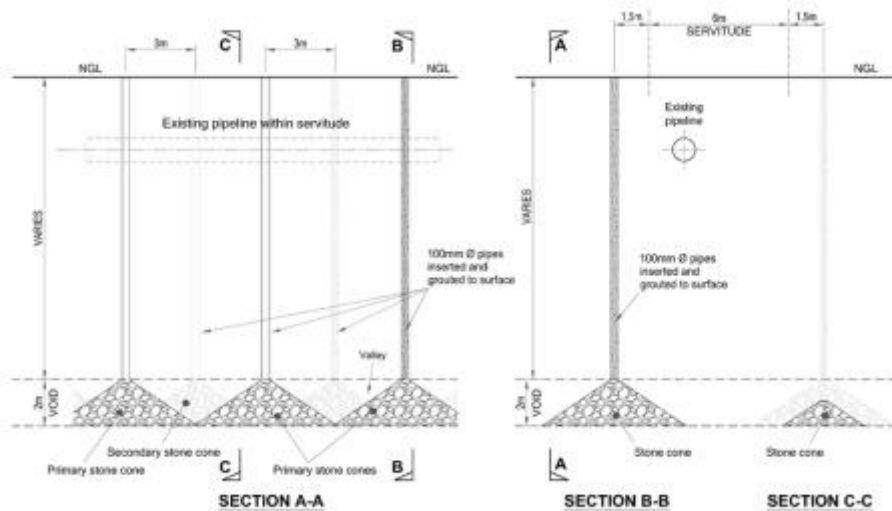 C
B
A
1,5m
6m
1,5m
3m
3m
SERVITUDE
NGL
NGL
NGL
Existing pipeline within servitude
Existing
pipeline
VARIES
VARIES
100mm Ø pipes
inserted and
grouted to surface
100mm Ø pipes
inserted and
grouted to surface
Valley
2m
VOID
2m
VOID
Secondary stone cone
Primary stone cone
C
Primary stone cones
B
A
Stone cone
Stone cone
SECTION A-A
SECTION B-B
SECTION C-C